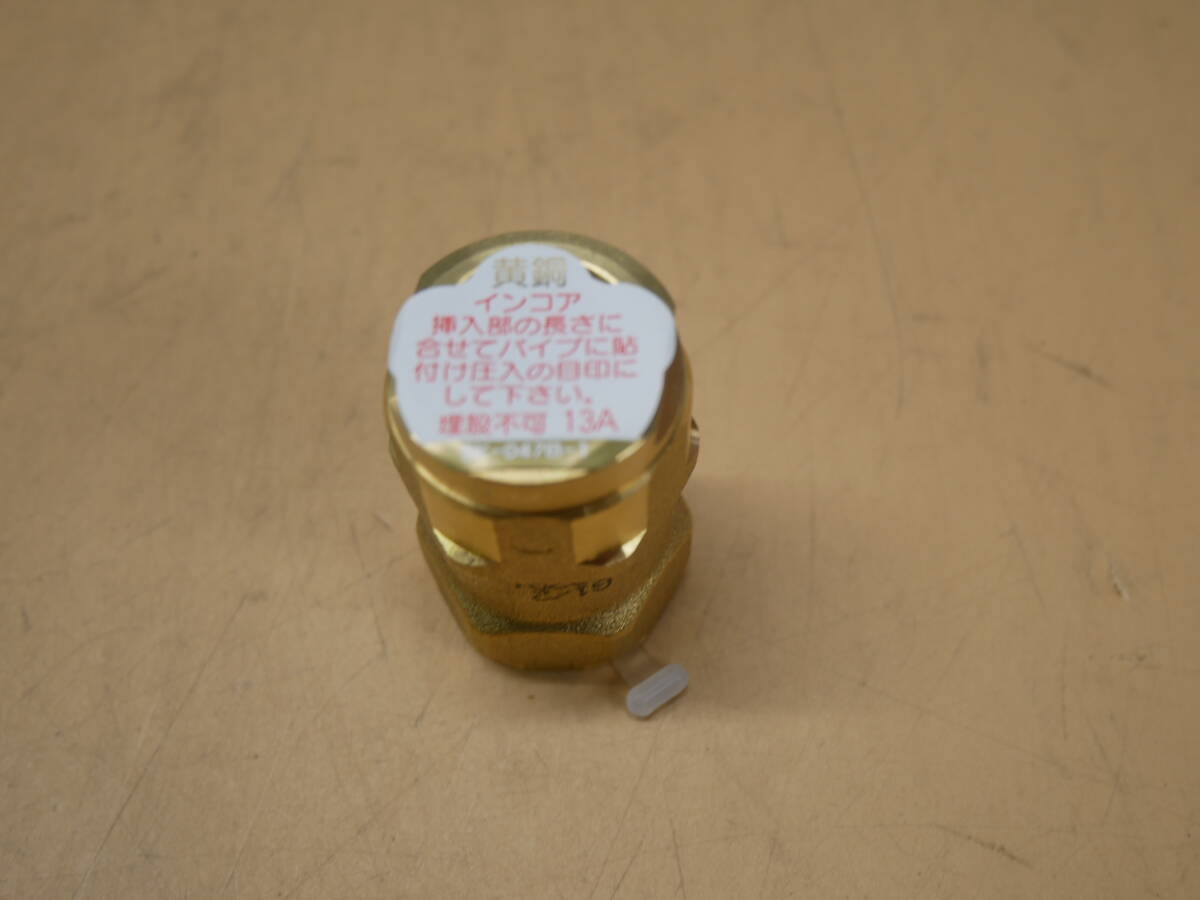 黄銅
インコア
挿入部の長さに
合せてパイプに貼
付け圧入の目印に
して下さい。
埋設不可 13A